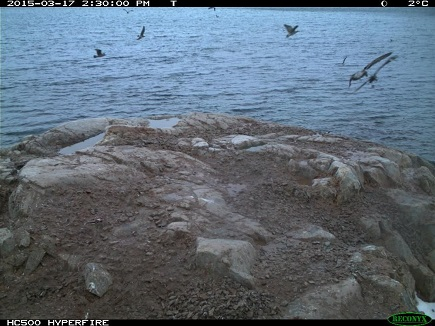 2015-03-17 2:30:00 PM T 2°C
HC500 HYPERFIRE RECONYX